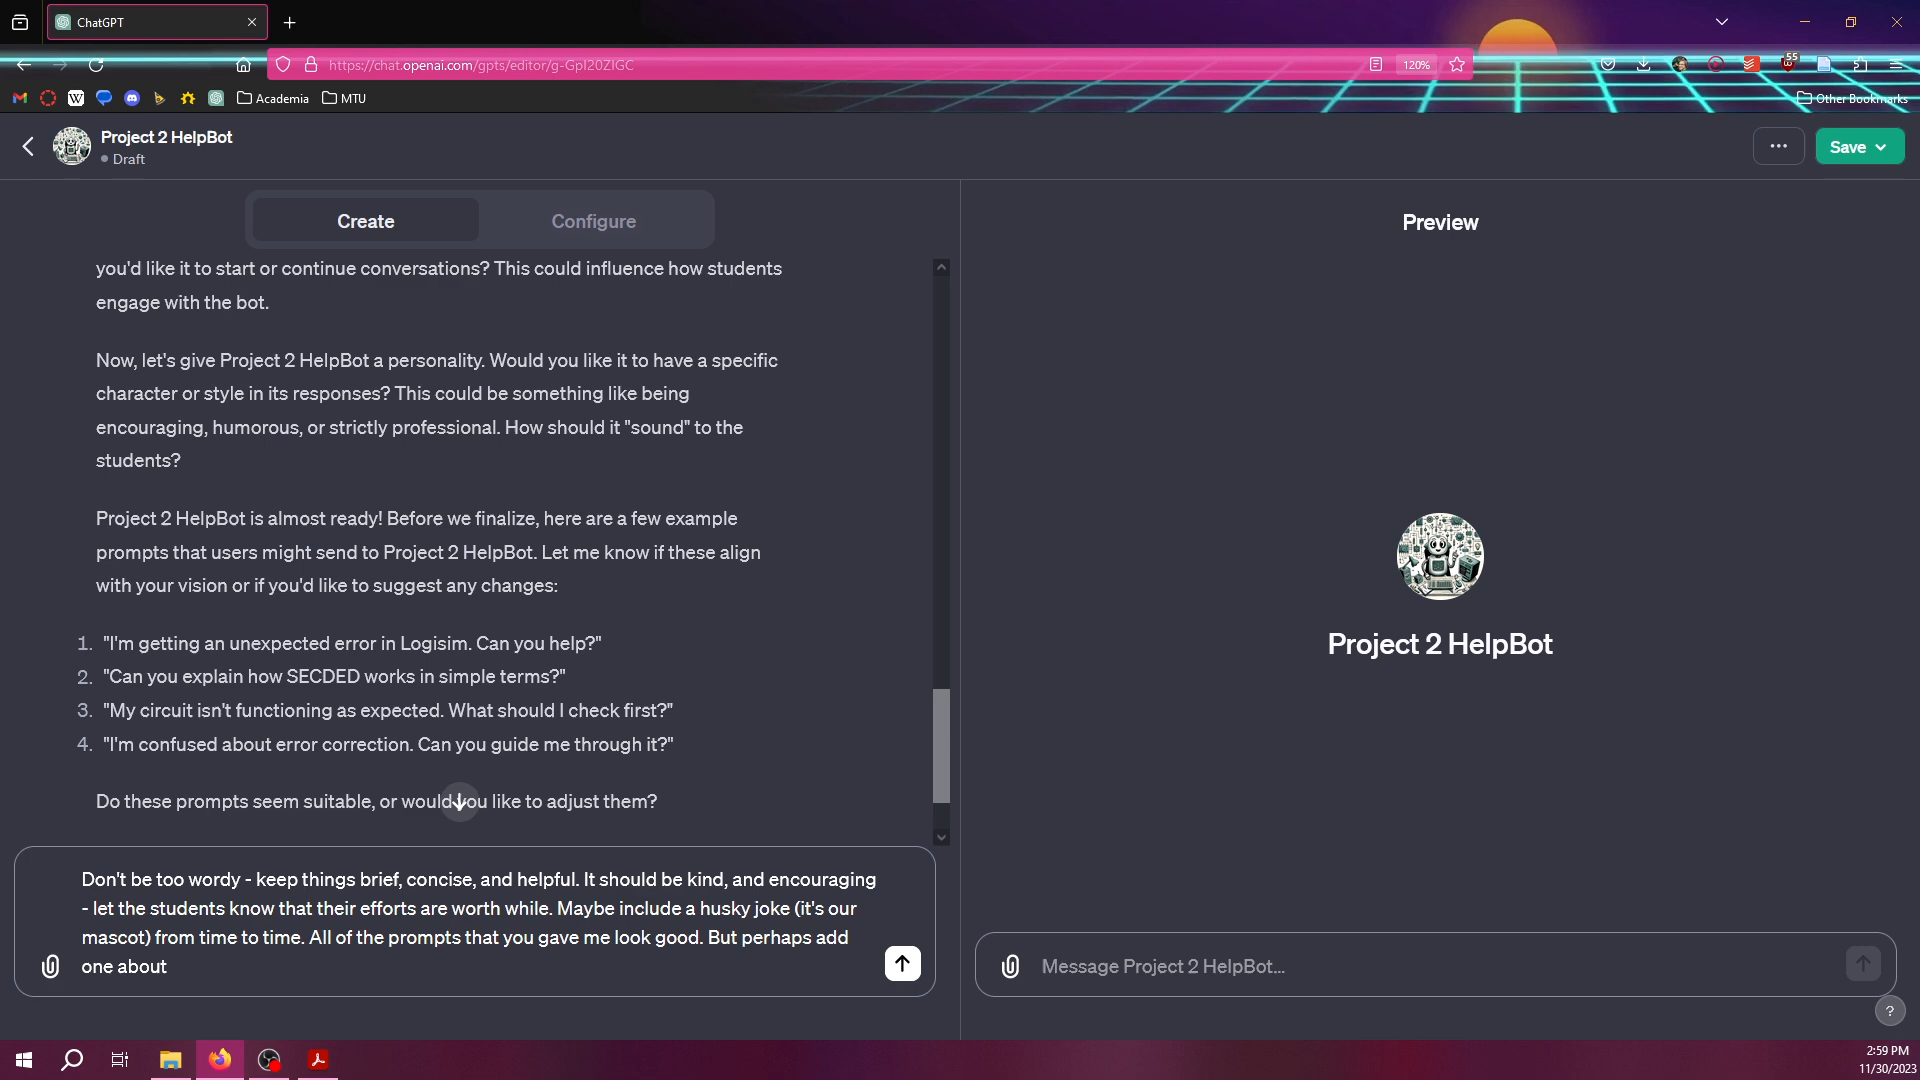 ChatGPT
https://chat.openai.com/gpts/editor/g-GpI20ZIGC
120%
55
Academia
MTU
Other Bookmarks
Project 2 HelpBot
Draft
Save
Create
Configure
Preview
you'd like it to start or continue conversations? This could influence how students
engage with the bot.
Now, let's give Project 2 HelpBot a personality. Would you like it to have a specific
character or style in its responses? This could be something like being
encouraging, humorous, or strictly professional. How should it "sound" to the
students?
Project 2 HelpBot is almost ready! Before we finalize, here are a few example
prompts that users might send to Project 2 HelpBot. Let me know if these align
with your vision or if you'd like to suggest any changes:
1. "I'm getting an unexpected error in Logisim. Can you help?"
2. "Can you explain how SECDED works in simple terms?"
3. "My circuit isn't functioning as expected. What should I check first?"
4. "I'm confused about error correction. Can you guide me through it?"
Do these prompts seem suitable, or would you like to adjust them?
Don't be too wordy - keep things brief, concise, and helpful. It should be kind, and encouraging
- let the students know that their efforts are worth while. Maybe include a husky joke (it's our
mascot) from time to time. All of the prompts that you gave me look good. But perhaps add
one about
Project 2 HelpBot
Message Project 2 HelpBot...
?
2:59 PM
11/30/2023